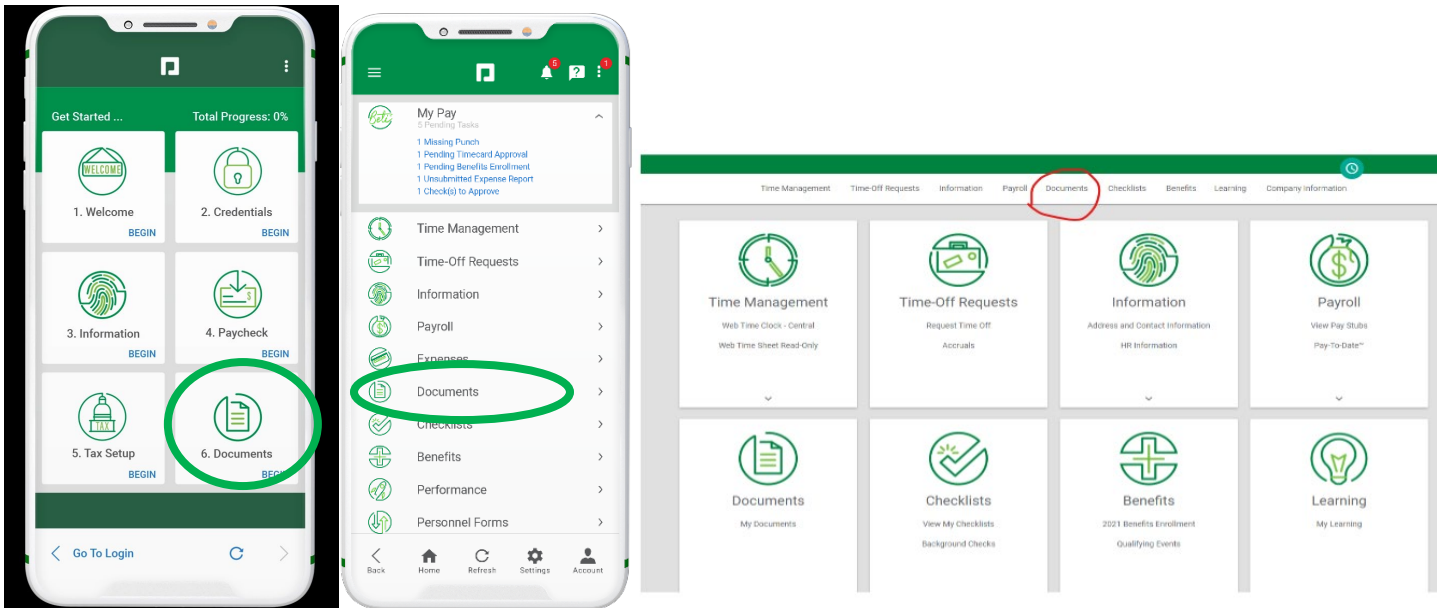 Get Started ... Total Progress: 0%
WELCOME
1. Welcome
BEGIN
2. Credentials
BEGIN
3. Information
BEGIN
$
4. Paycheck
BEGIN
TAX
5. Tax Setup
BEGIN
6. Documents
BEGIN
Go To Login
5
?
1
Beti
My Pay
5 Pending Tasks
1 Missing Punch
1 Pending Timecard Approval
1 Pending Benefits Enrollment
1 Unsubmitted Expense Report
1 Check(s) to Approve
Time Management
Time-Off Requests
Information
$
Payroll
Expenses
Documents
Checklists
Benefits
Performance
Personnel Forms
Back Home Refresh Settings Account
Time Management Time-Off Requests Information Payroll Documents Checklists Benefits Learning Company Information
Time Management
Web Time Clock - Central
Web Time Sheet Read-Only
Time-Off Requests
Request Time Off
Accruals
Information
Address and Contact Information
HR Information
$
Payroll
View Pay Stubs
Pay-To-Date™
Documents
My Documents
Checklists
View My Checklists
Background Checks
Benefits
2021 Benefits Enrollment
Qualifying Events
Learning
My Learning